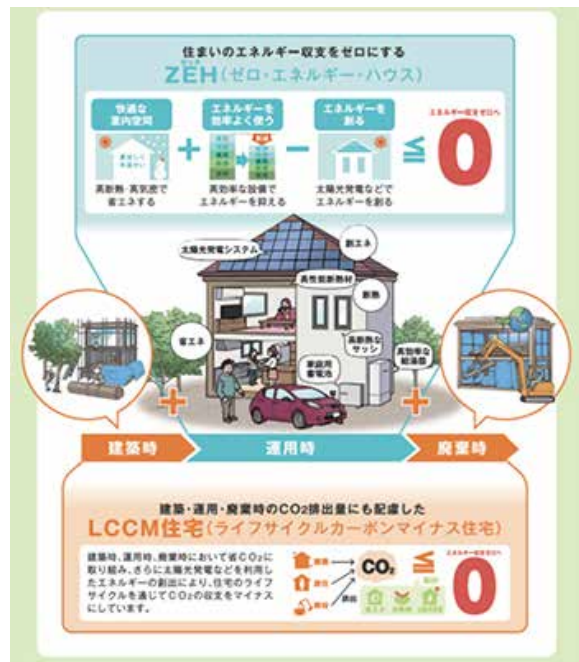 住まいのエネルギー収支をゼロにする
ZEH(ゼロ・エネルギー・ハウス)
快適な
室内空間
エネルギーを
効率よく使う
エネルギーを
創る
エネルギー収支をゼロへ
+
−
≦
0
高断熱・高気密で
省エネする
高効率な設備で
エネルギーを抑える
太陽光発電などで
エネルギーを創る
太陽光発電システム
創エネ
高性能断熱材
断熱
省エネ
高断熱な
サッシ
家庭用
蓄電池
高効率な
給湯器
+
+
建築時
運用時
廃棄時
建築・運用・廃棄時のCO2排出量にも配慮した
LCCM住宅(ライフサイクルカーボンマイナス住宅)
建築時、運用時、廃棄時において省CO2に
取り組み、さらに太陽光発電などを利用し
たエネルギーの創出により、住宅のライフ
サイクルを通じてCO2の収支をマイナス
にしています。
CO2
排出
≦
0